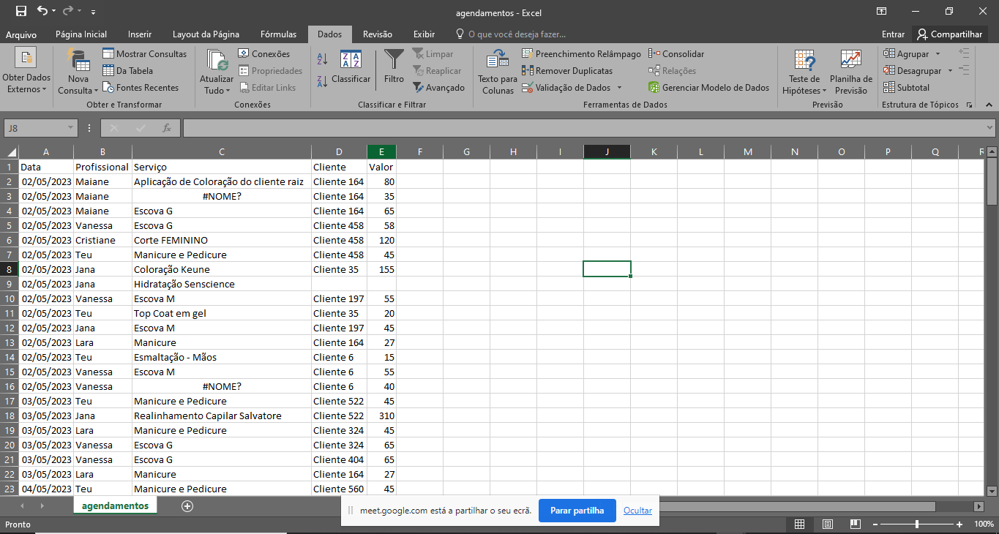 agendamentos - Excel
Arquivo Página Inicial Inserir Layout da Página Fórmulas Dados Revisão Exibir O que você deseja fazer... Entrar Compartilhar
Obter Dados Externos
Nova Consulta
Mostrar Consultas
Da Tabela
Fontes Recentes
Obter e Transformar
Atualizar Tudo
Conexões
Propriedades
Editar Links
Conexões
Classificar
Filtro
Limpar
Reaplicar
Avançado
Classificar e Filtrar
Texto para Colunas
Preenchimento Relâmpago
Remover Duplicatas
Validação de Dados
Consolidar
Relações
Gerenciar Modelo de Dados
Ferramentas de Dados
Teste de Hipóteses
Planilha de Previsão
Previsão
Agrupar
Desagrupar
Subtotal
Estrutura de Tópicos
J8 fx
A B C D E F G H I J K L M N O P Q R
1 Data Profissional Serviço Cliente Valor
2 02/05/2023 Maiane Aplicação de Coloração do cliente raiz Cliente 164 80
3 02/05/2023 Maiane #NOME? Cliente 164 35
4 02/05/2023 Maiane Escova G Cliente 164 65
5 02/05/2023 Vanessa Escova G Cliente 458 58
6 02/05/2023 Cristiane Corte FEMININO Cliente 458 120
7 02/05/2023 Teu Manicure e Pedicure Cliente 458 45
8 02/05/2023 Jana Coloração Keune Cliente 35 155
9 02/05/2023 Jana Hidratação Senscience
10 02/05/2023 Vanessa Escova M Cliente 197 55
11 02/05/2023 Teu Top Coat em gel Cliente 35 20
12 02/05/2023 Jana Escova M Cliente 197 45
13 02/05/2023 Lara Manicure Cliente 164 27
14 02/05/2023 Teu Esmaltação - Mãos Cliente 6 15
15 02/05/2023 Vanessa Escova M Cliente 6 55
16 02/05/2023 Vanessa #NOME? Cliente 6 40
17 03/05/2023 Teu Manicure e Pedicure Cliente 522 45
18 03/05/2023 Jana Realinhamento Capilar Salvatore Cliente 522 310
19 03/05/2023 Lara Manicure e Pedicure Cliente 324 45
20 03/05/2023 Vanessa Escova G Cliente 324 65
21 03/05/2023 Vanessa Escova G Cliente 404 65
22 03/05/2023 Lara Manicure Cliente 164 27
23 04/05/2023 Teu Manicure e Pedicure Cliente 560 45
agendamentos
meet.google.com está a partilhar o seu ecrã. Parar partilha Ocultar
Pronto 100%